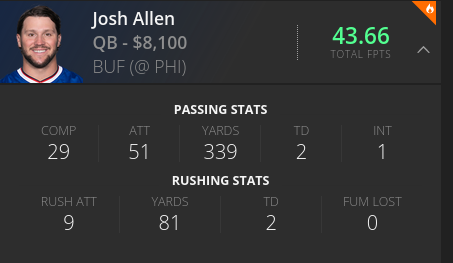 Josh Allen
QB - $8,100
BUF (@ PHI)
43.66
TOTAL FPTS
PASSING STATS
COMP ATT YARDS TD INT
29 51 339 2 1
RUSHING STATS
RUSH ATT YARDS TD FUM LOST
9 81 2 0